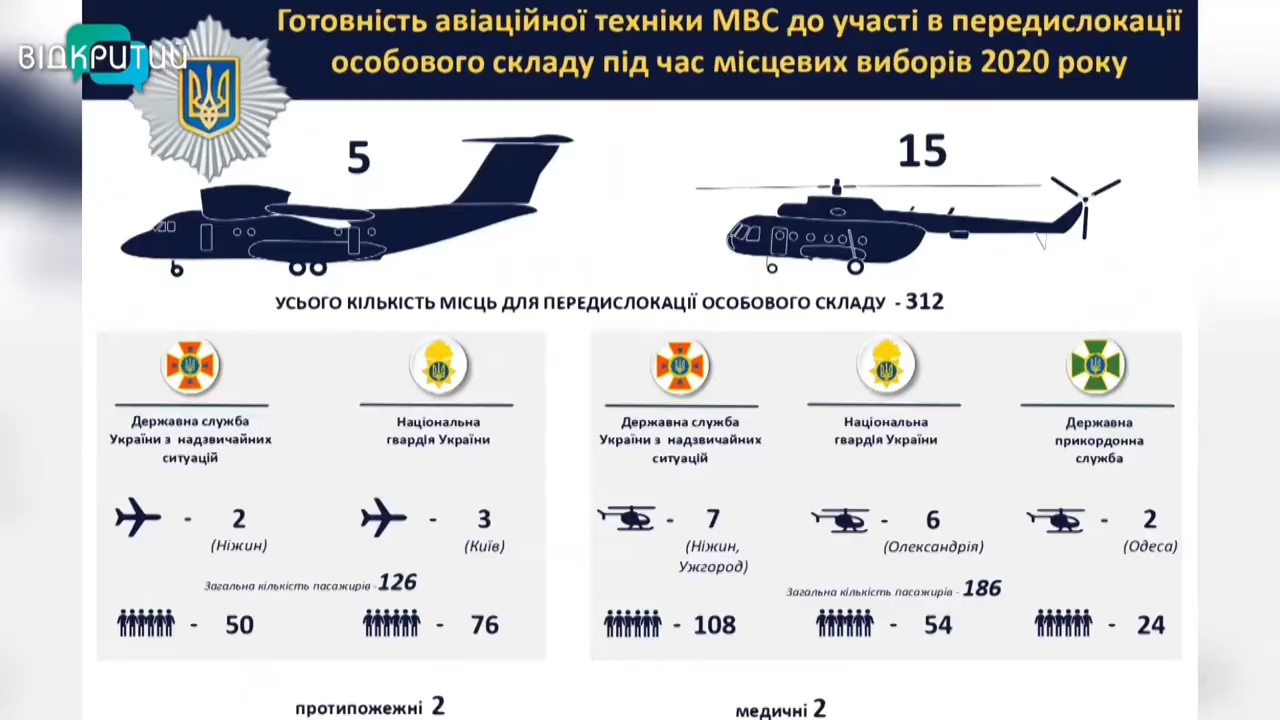 ВІДКРИТИЙ
Готовність авіаційної техніки МВС до участі в передислокації
особового складу під час місцевих виборів 2020 року
5
15
УСЬОГО КІЛЬКІСТЬ МІСЦЬ ДЛЯ ПЕРЕДИСЛОКАЦІЇ ОСОБОВОГО СКЛАДУ - 312
Державна служба
України з надзвичайних
ситуацій
Національна
гвардія України
- 2
(Ніжин)
- 3
(Київ)
Загальна кількість пасажирів - 126
- 50
- 76
Державна служба
України з надзвичайних
ситуацій
Національна
гвардія України
Державна
прикордонна
служба
- 7
(Ніжин,
Ужгород)
- 6
(Олександрія)
- 2
(Одеса)
Загальна кількість пасажирів - 186
- 108
- 54
- 24
протипожежні 2
медичні 2